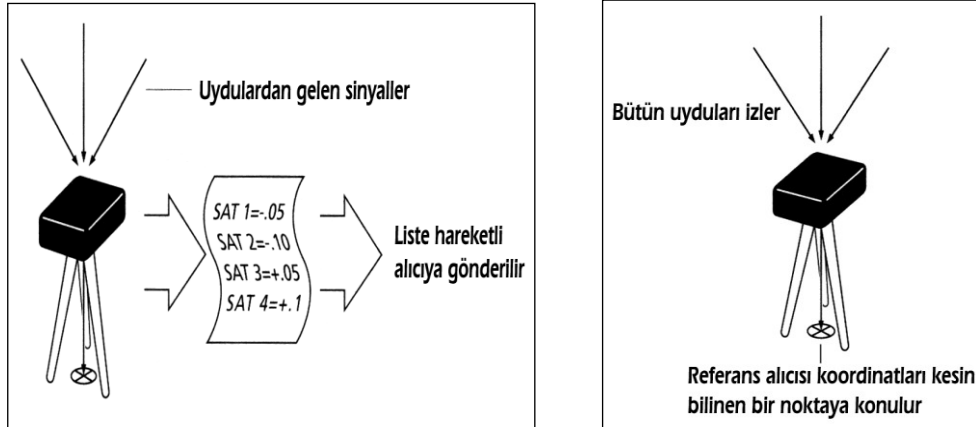 Uydulardan gelen sinyaller
SAT 1=-.05
SAT 2=-.10
SAT 3=+.05
SAT 4=+.1
Liste hareketli
alıcıya gönderilir
Bütün uyduları izler
Referans alıcısı koordinatları kesin
bilinen bir noktaya konulur